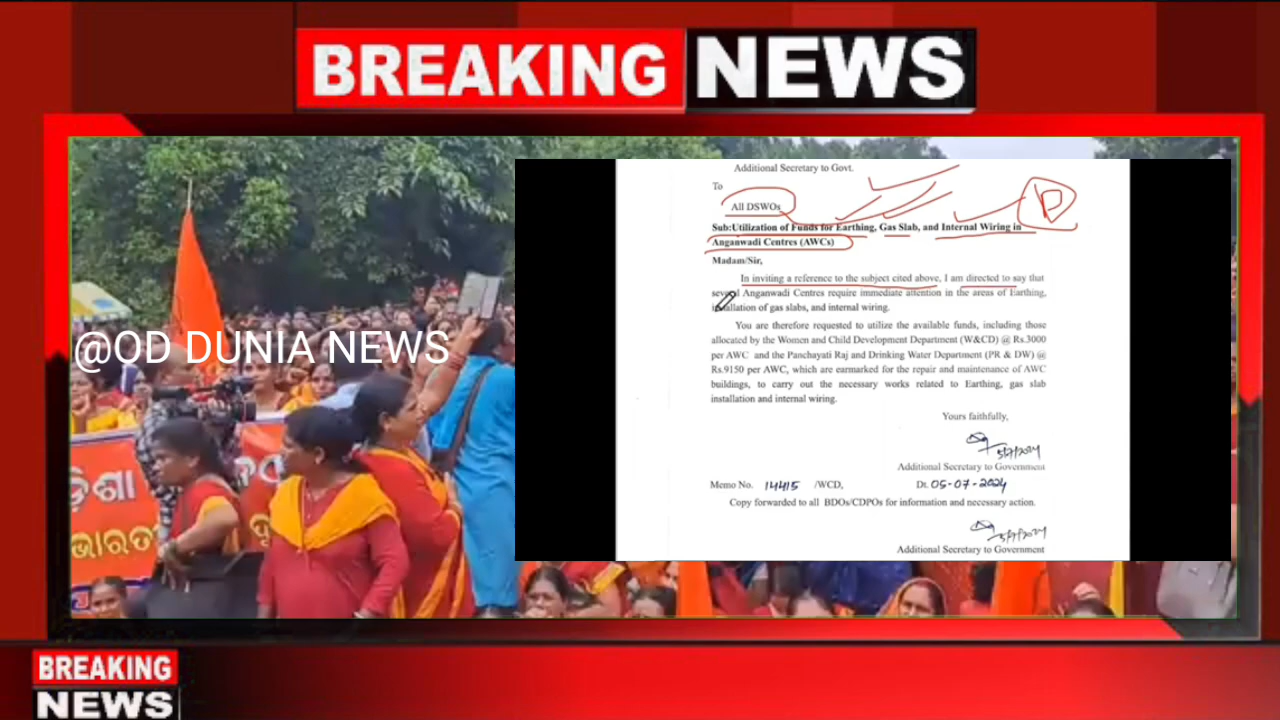 BREAKING NEWS
@OD DUNIA NEWS
Additional Secretary to Govt.
To
All DSWOs
Sub:Utilization of Funds for Earthing, Gas Slab, and Internal Wiring in
Anganwadi Centres (AWCs)
Madam/Sir,
In inviting a reference to the subject cited above, I am directed to say that
several Anganwadi Centres require immediate attention in the areas of Earthing,
installation of gas slabs, and internal wiring.
You are therefore requested to utilize the available funds, including those
allocated by the Women and Child Development Department (W&CD) @ Rs.3000
per AWC and the Panchayati Raj and Drinking Water Department (PR & DW) @
Rs.9150 per AWC, which are earmarked for the repair and maintenance of AWC
buildings, to carry out the necessary works related to Earthing, gas slab
installation and internal wiring.
Yours faithfully,
5/7/2024
Additional Secretary to Government
Memo No. 14415 /WCD, Dt. 05-07-2024
Copy forwarded to all BDOs/CDPOs for information and necessary action.
5/7/2024
Additional Secretary to Government
ଡ଼ିଶା
ଭାରତ
BREAKING
NEWS